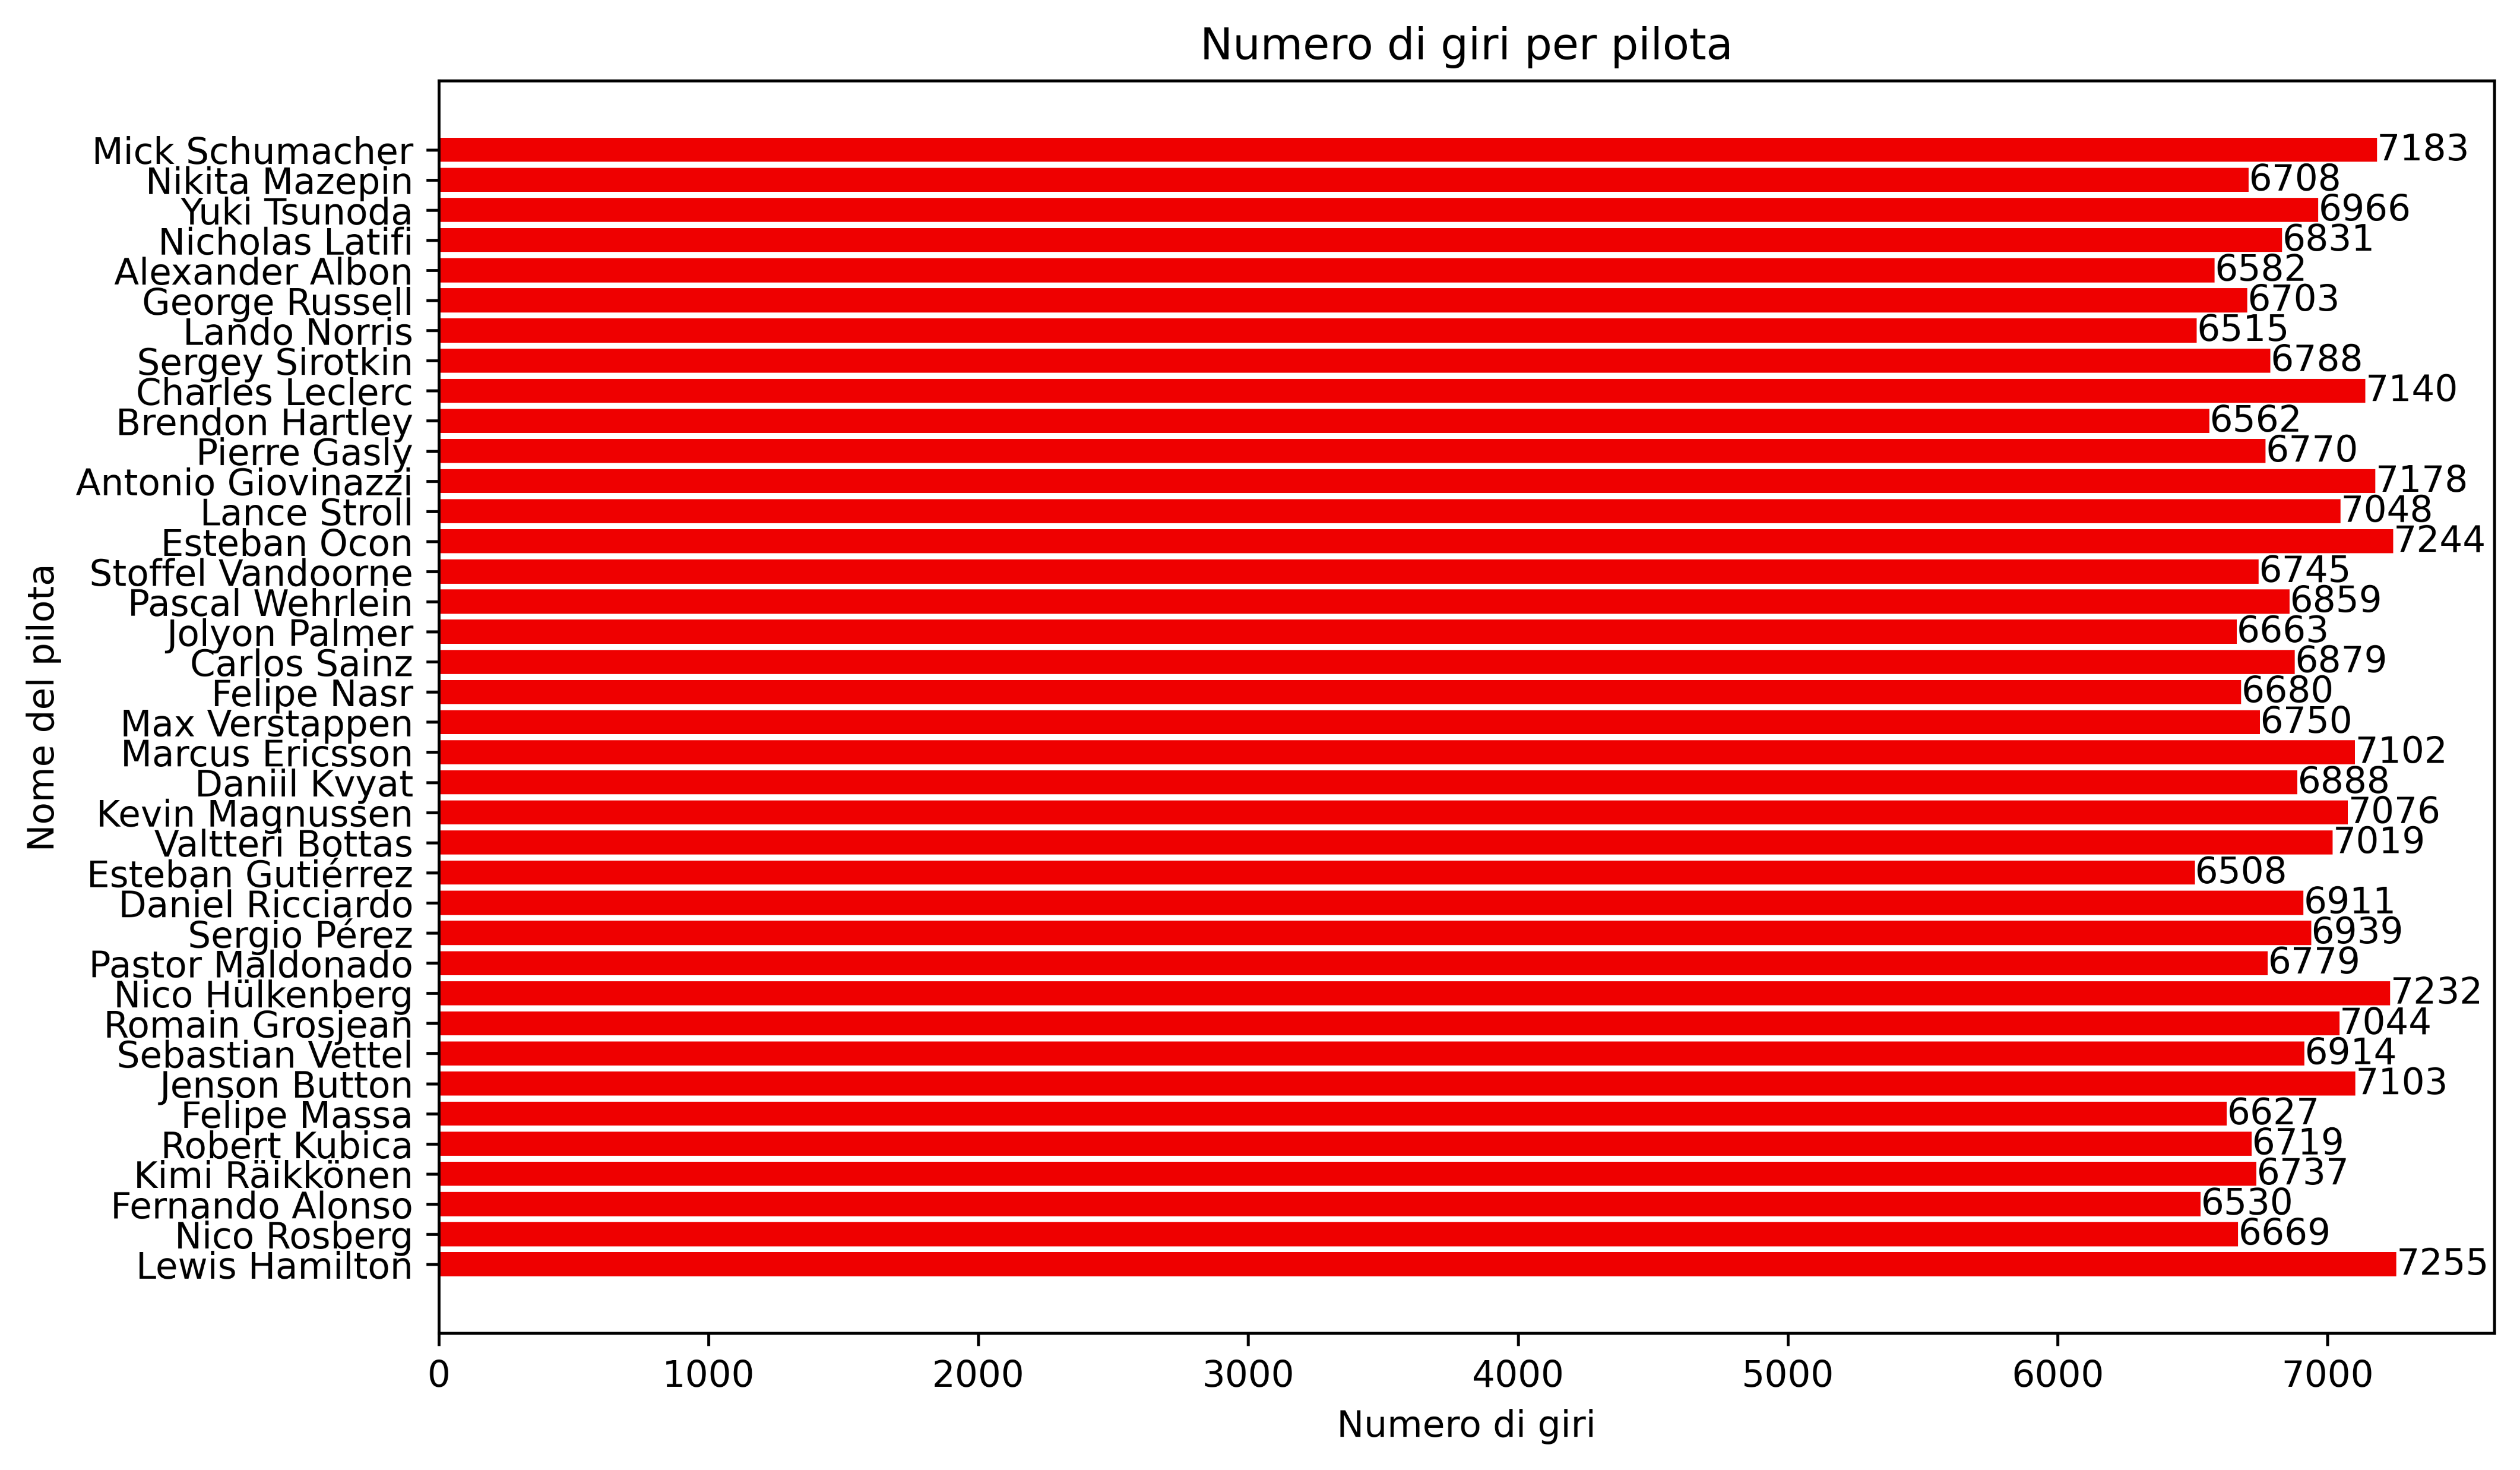 Numero di giri per pilota
Nome del pilota
Mick Schumacher 7183
Nikita Mazepin 6708
Yuki Tsunoda 6966
Nicholas Latifi 6831
Alexander Albon 6582
George Russell 6703
Lando Norris 6515
Sergey Sirotkin 6788
Charles Leclerc 7140
Brendon Hartley 6562
Pierre Gasly 6770
Antonio Giovinazzi 7178
Lance Stroll 7048
Esteban Ocon 7244
Stoffel Vandoorne 6745
Pascal Wehrlein 6859
Jolyon Palmer 6663
Carlos Sainz 6879
Felipe Nasr 6680
Max Verstappen 6750
Marcus Ericsson 7102
Daniil Kvyat 6888
Kevin Magnussen 7076
Valtteri Bottas 7019
Esteban Gutiérrez 6508
Daniel Ricciardo 6911
Sergio Pérez 6939
Pastor Maldonado 6779
Nico Hülkenberg 7232
Romain Grosjean 7044
Sebastian Vettel 6914
Jenson Button 7103
Felipe Massa 6627
Robert Kubica 6719
Kimi Räikkönen 6737
Fernando Alonso 6530
Nico Rosberg 6669
Lewis Hamilton 7255
0 1000 2000 3000 4000 5000 6000 7000
Numero di giri